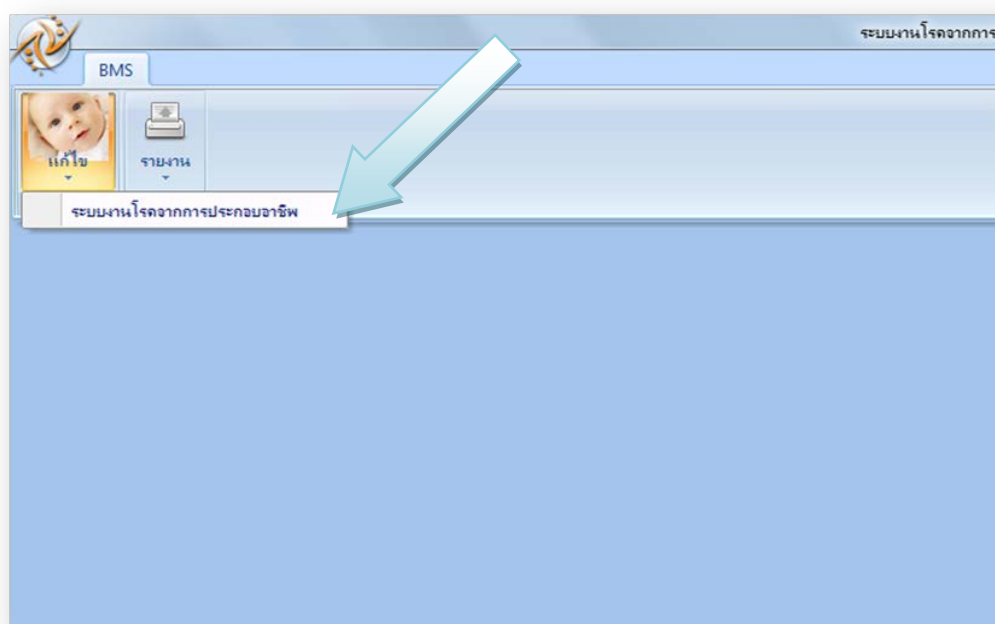 ระบบงานโรคจากการ
BMS
แก้ไข
รายงาน
ระบบงานโรคจากการประกอบอาชีพ